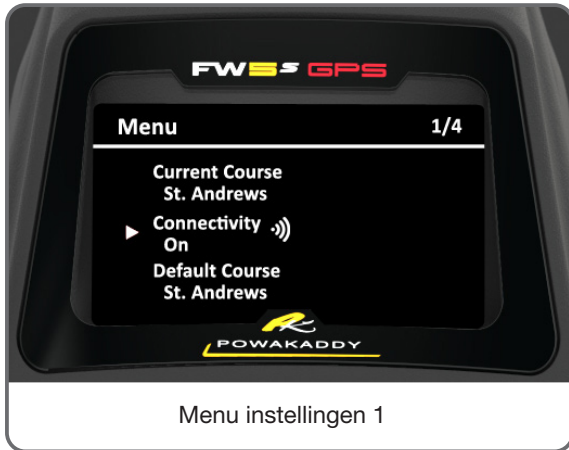 FW5s GPS
Menu 1/4
Current Course
St. Andrews
Connectivity
On
Default Course
St. Andrews
POWAKADDY
Menu instellingen 1